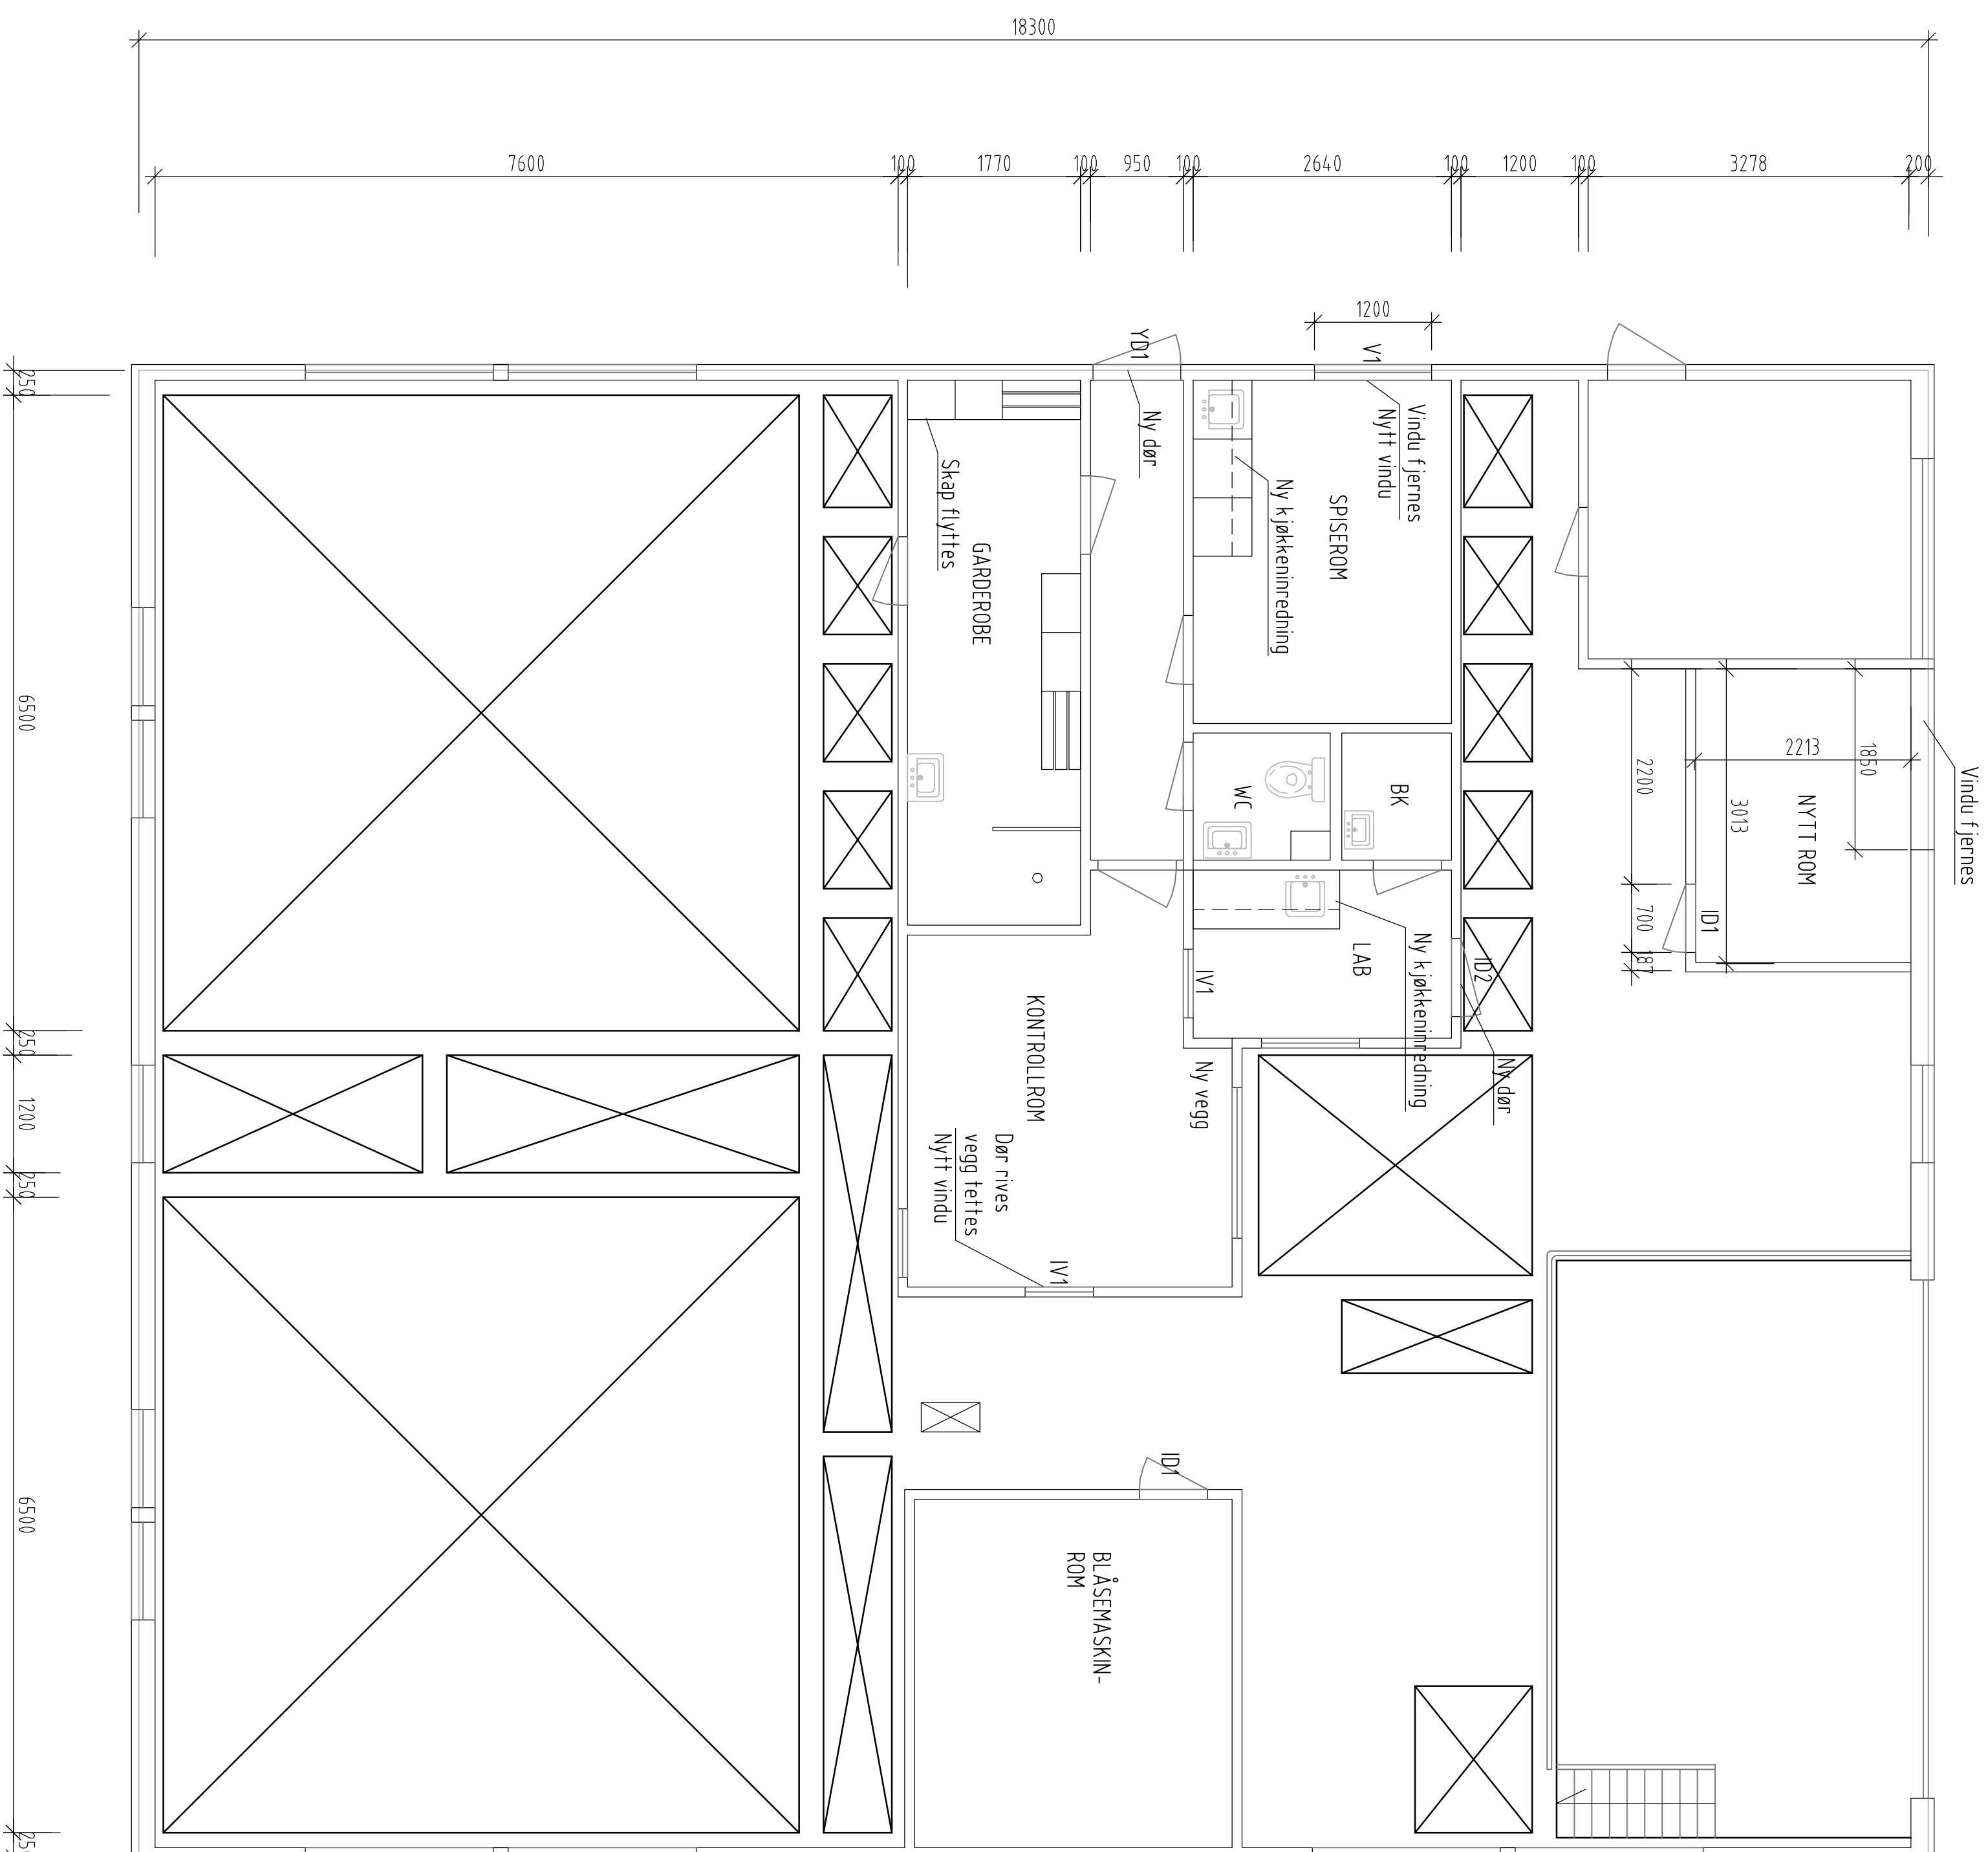 18300
7600
100
1770
100
950
100
2640
100
1200
100
3278
200
1200
YD1
V1
Ny dør
Vindu fjernes
Nytt vindu
Skap flyttes
GARDEROBE
SPISEROM
Ny kjøkkeninnredning
WC
BK
LAB
Ny kjøkkeninnredning
ID2
Ny dør
IV1
Ny vegg
KONTROLLROM
Dør rives
vegg tettes
Nytt vindu
IV1
ID1
BLÅSEMASKIN-
ROM
NYTT ROM
Vindu fjernes
ID1
2213
1850
3013
2200
700
187
250
6500
250
1200
250
6500